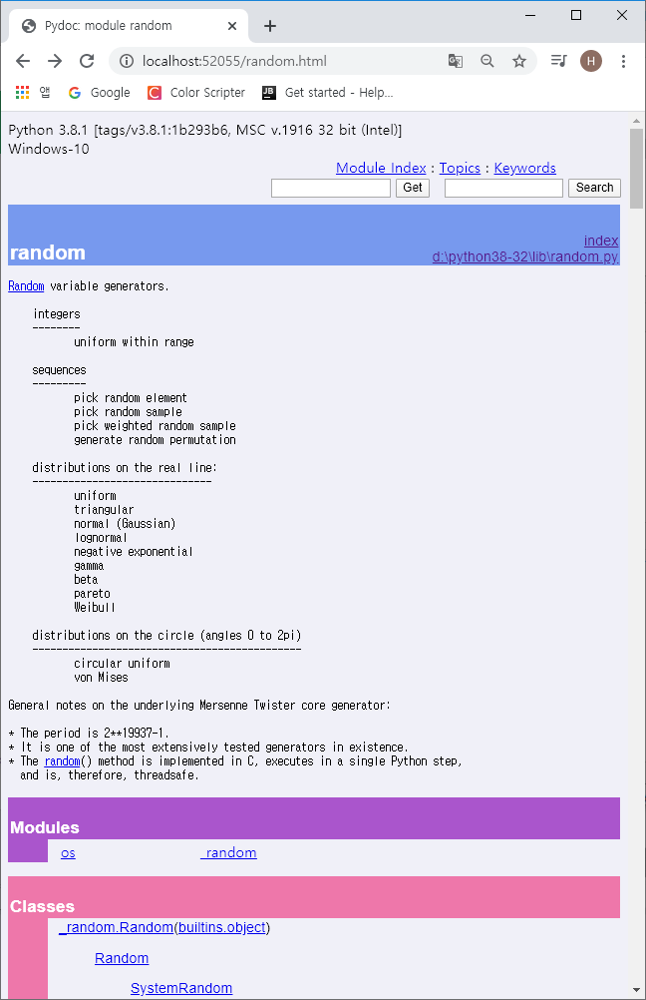 Pydoc: module random
localhost:52055/random.html
H
앱 Google Color Scripter Get started - Help...
Python 3.8.1 [tags/v3.8.1:1b293b6, MSC v.1916 32 bit (Intel)]
Windows-10
Module Index : Topics : Keywords
Get Search
random
index
d:\python38-32\lib\random.py
Random variable generators.
integers
--------
uniform within range
sequences
---------
pick random element
pick random sample
pick weighted random sample
generate random permutation
distributions on the real line:
------------------------------
uniform
triangular
normal (Gaussian)
lognormal
negative exponential
gamma
beta
pareto
Weibull
distributions on the circle (angles 0 to 2pi)
---------------------------------------------
circular uniform
von Mises
General notes on the underlying Mersenne Twister core generator:
* The period is 2**19937-1.
* It is one of the most extensively tested generators in existence.
* The random() method is implemented in C, executes in a single Python step,
and is, therefore, threadsafe.
Modules
os _random
Classes
_random.Random(builtins.object)
Random
SystemRandom